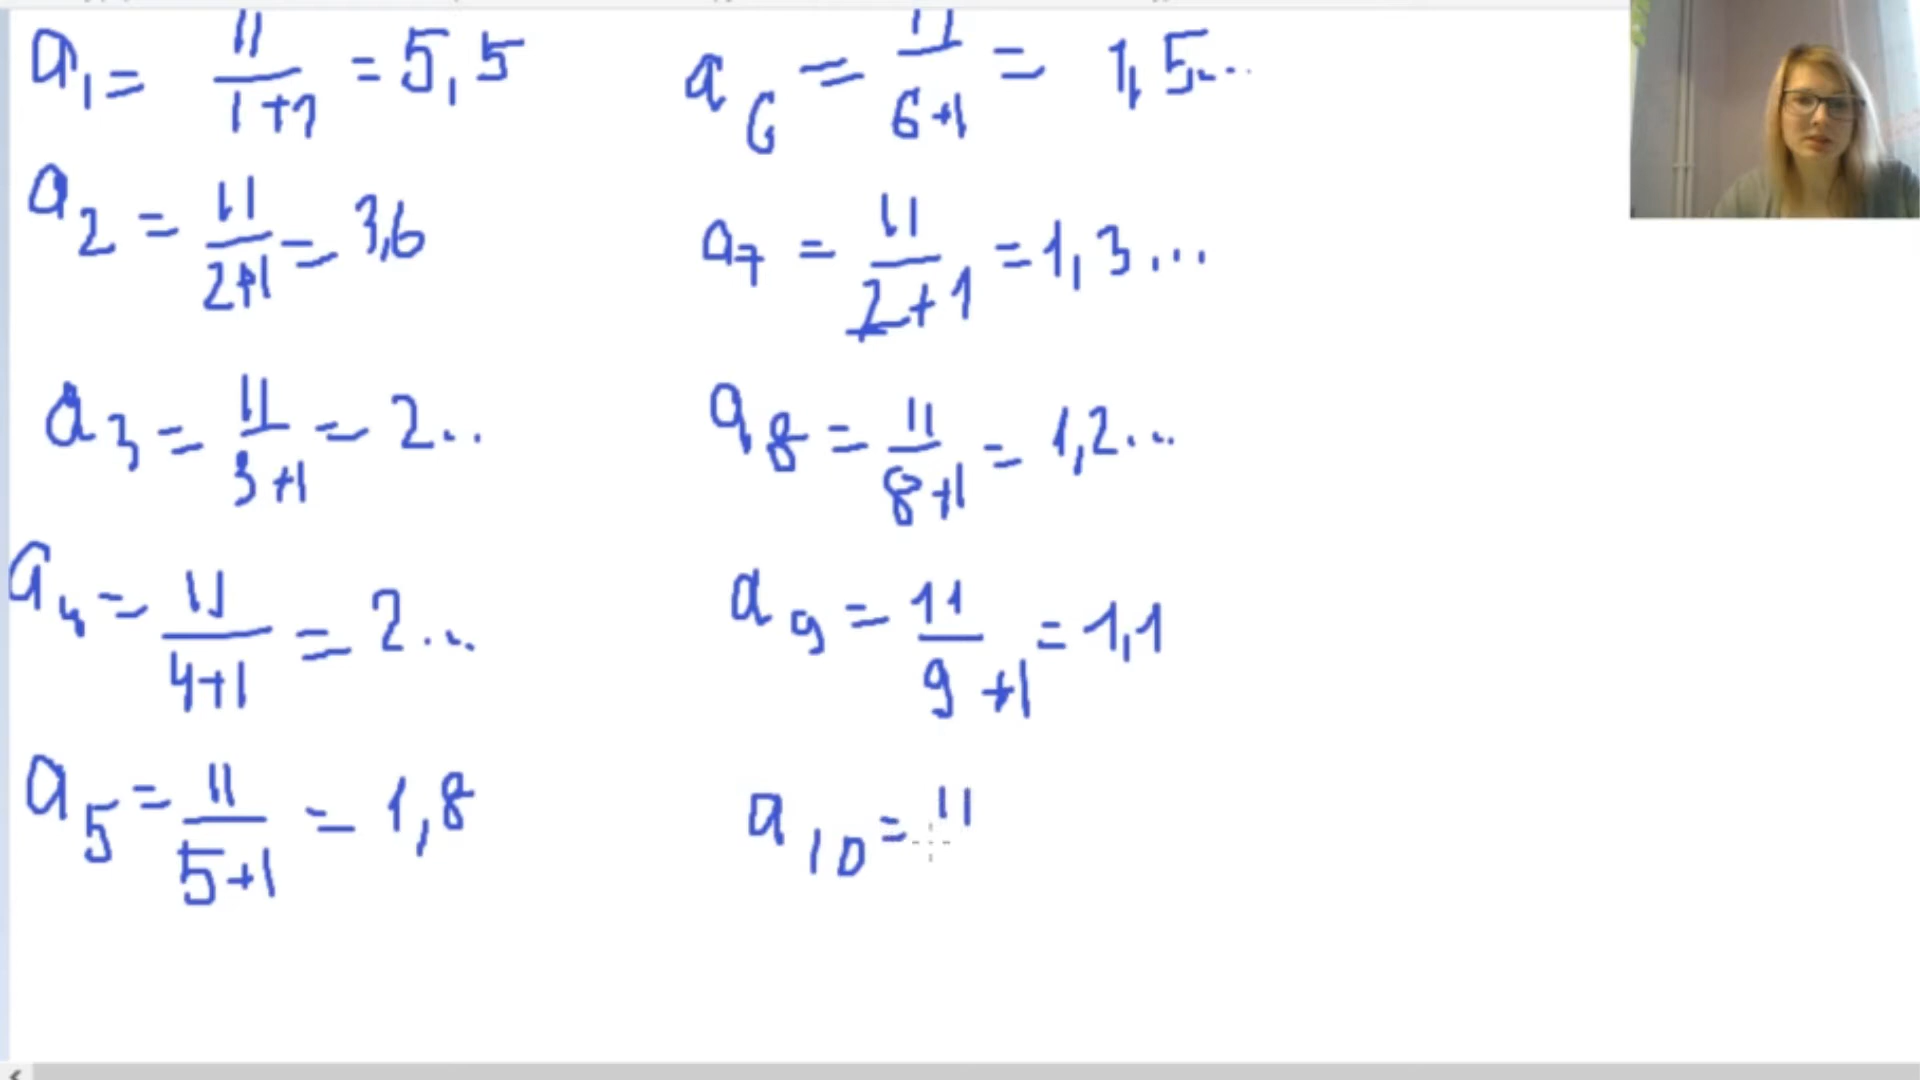 a₁ = 11/(1+1) = 5,5
a₂ = 11/(2+1) = 3,6
a₃ = 11/(3+1) = 2...
a₄ = 11/(4+1) = 2...
a₅ = 11/(5+1) = 1,8
a₆ = 11/(6+1) = 1,5...
a₇ = 11/(7+1) = 1,3...
a₈ = 11/(8+1) = 1,2...
a₉ = 11/(9+1) = 1,1
a₁₀ = 11